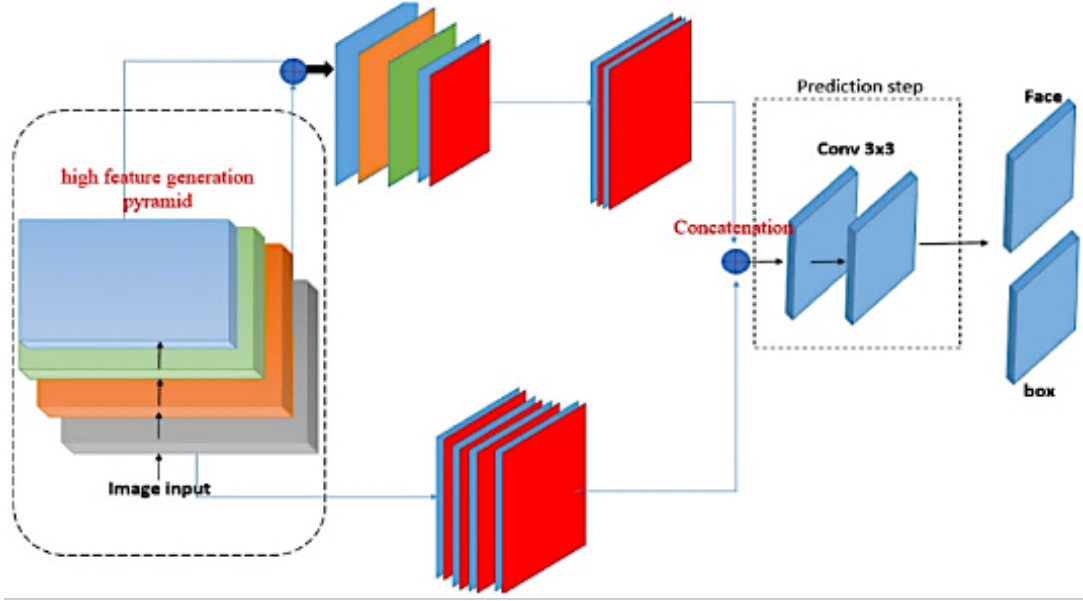 high feature generation
pyramid
Image input
Concatenation
Prediction step
Conv 3x3
Face
box